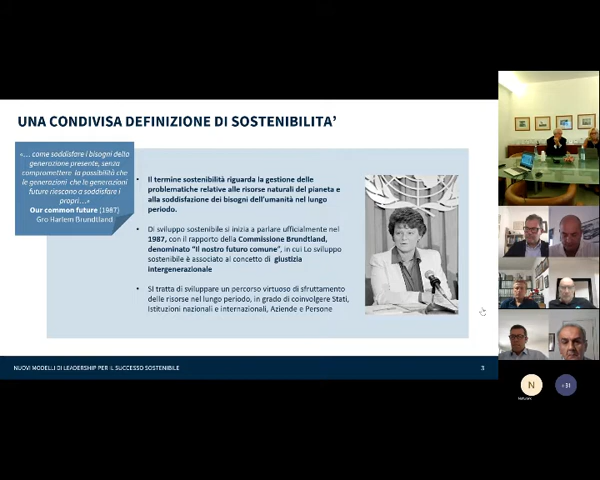 UNA CONDIVISA DEFINIZIONE DI SOSTENIBILITA'
«… come soddisfare i bisogni della
generazione presente, senza
compromettere la possibilità che
le generazioni che le generazioni
future riescono a soddisfare i
propri…»
Our common future (1987)
Gro Harlem Brundtland
Il termine sostenibilità riguarda la gestione delle
problematiche relative alle risorse naturali del pianeta e
alla soddisfazione dei bisogni dell'umanità nel lungo
periodo.
Di sviluppo sostenibile si inizia a parlare ufficialmente nel
1987, con il rapporto della Commissione Brundtland,
denominato "Il nostro futuro comune", in cui Lo sviluppo
sostenibile è associato al concetto di giustizia
intergenerazionale
SI tratta di sviluppare un percorso virtuoso di sfruttamento
delle risorse nel lungo periodo, in grado di coinvolgere Stati,
Istituzioni nazionali e internazionali, Aziende e Persone
NUOVI MODELLI DI LEADERSHIP PER IL SUCCESSO SOSTENIBILE
3
N